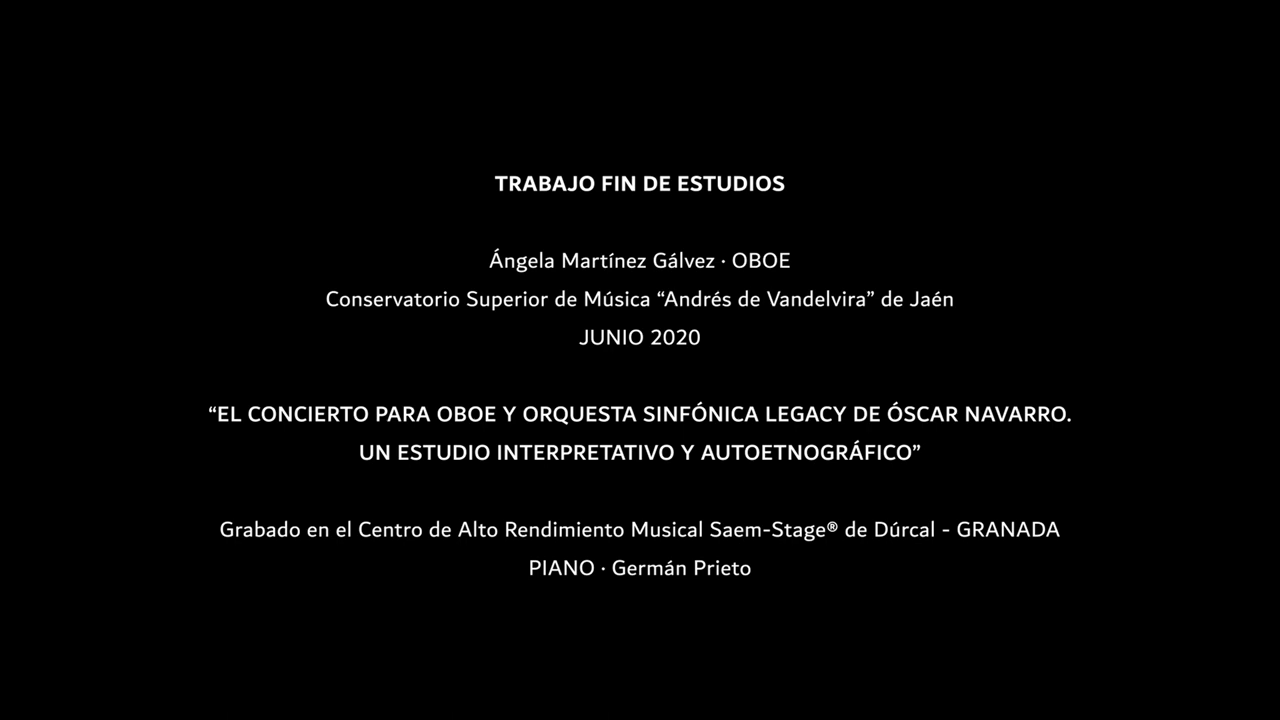 TRABAJO FIN DE ESTUDIOS
Ángela Martínez Gálvez · OBOE
Conservatorio Superior de Música “Andrés de Vandelvira” de Jaén
JUNIO 2020
“EL CONCIERTO PARA OBOE Y ORQUESTA SINFÓNICA LEGACY DE ÓSCAR NAVARRO.
UN ESTUDIO INTERPRETATIVO Y AUTOETNOGRÁFICO”
Grabado en el Centro de Alto Rendimiento Musical Saem-Stage® de Dúrcal - GRANADA
PIANO · Germán Prieto